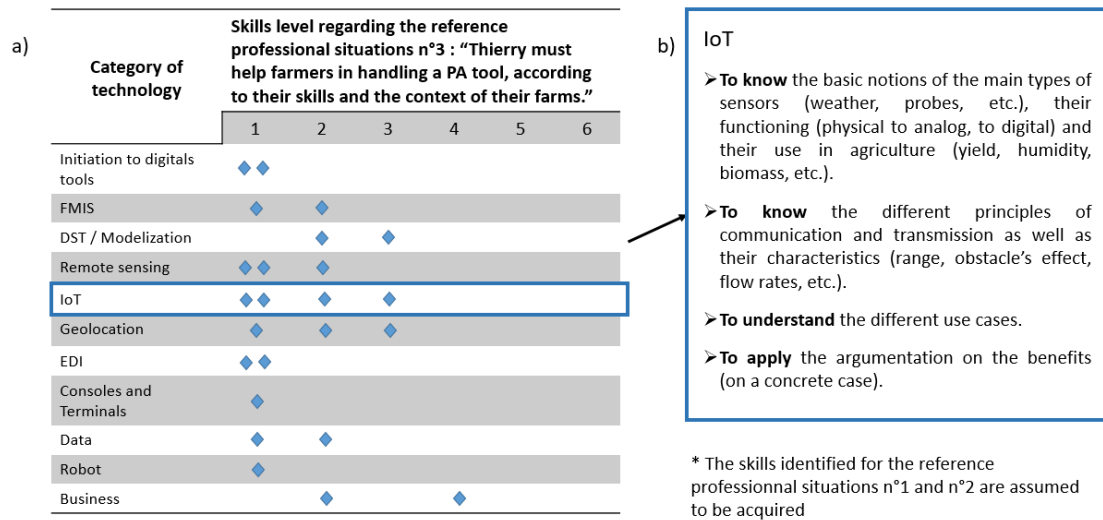 a)
Category of
technology
Skills level regarding the reference
professional situations n°3 : “Thierry must
help farmers in handling a PA tool, according
to their skills and the context of their farms.”
1 2 3 4 5 6
Initiation to digitals
tools
FMIS
DST / Modelization
Remote sensing
IoT
Geolocation
EDI
Consoles and
Terminals
Data
Robot
Business
b)
IoT
➢To know the basic notions of the main types of
sensors (weather, probes, etc.), their
functioning (physical to analog, to digital) and
their use in agriculture (yield, humidity,
biomass, etc.).
➢To know the different principles of
communication and transmission as well as
their characteristics (range, obstacle’s effect,
flow rates, etc.).
➢To understand the different use cases.
➢To apply the argumentation on the benefits
(on a concrete case).
* The skills identified for the reference
professionnal situations n°1 and n°2 are assumed
to be acquired